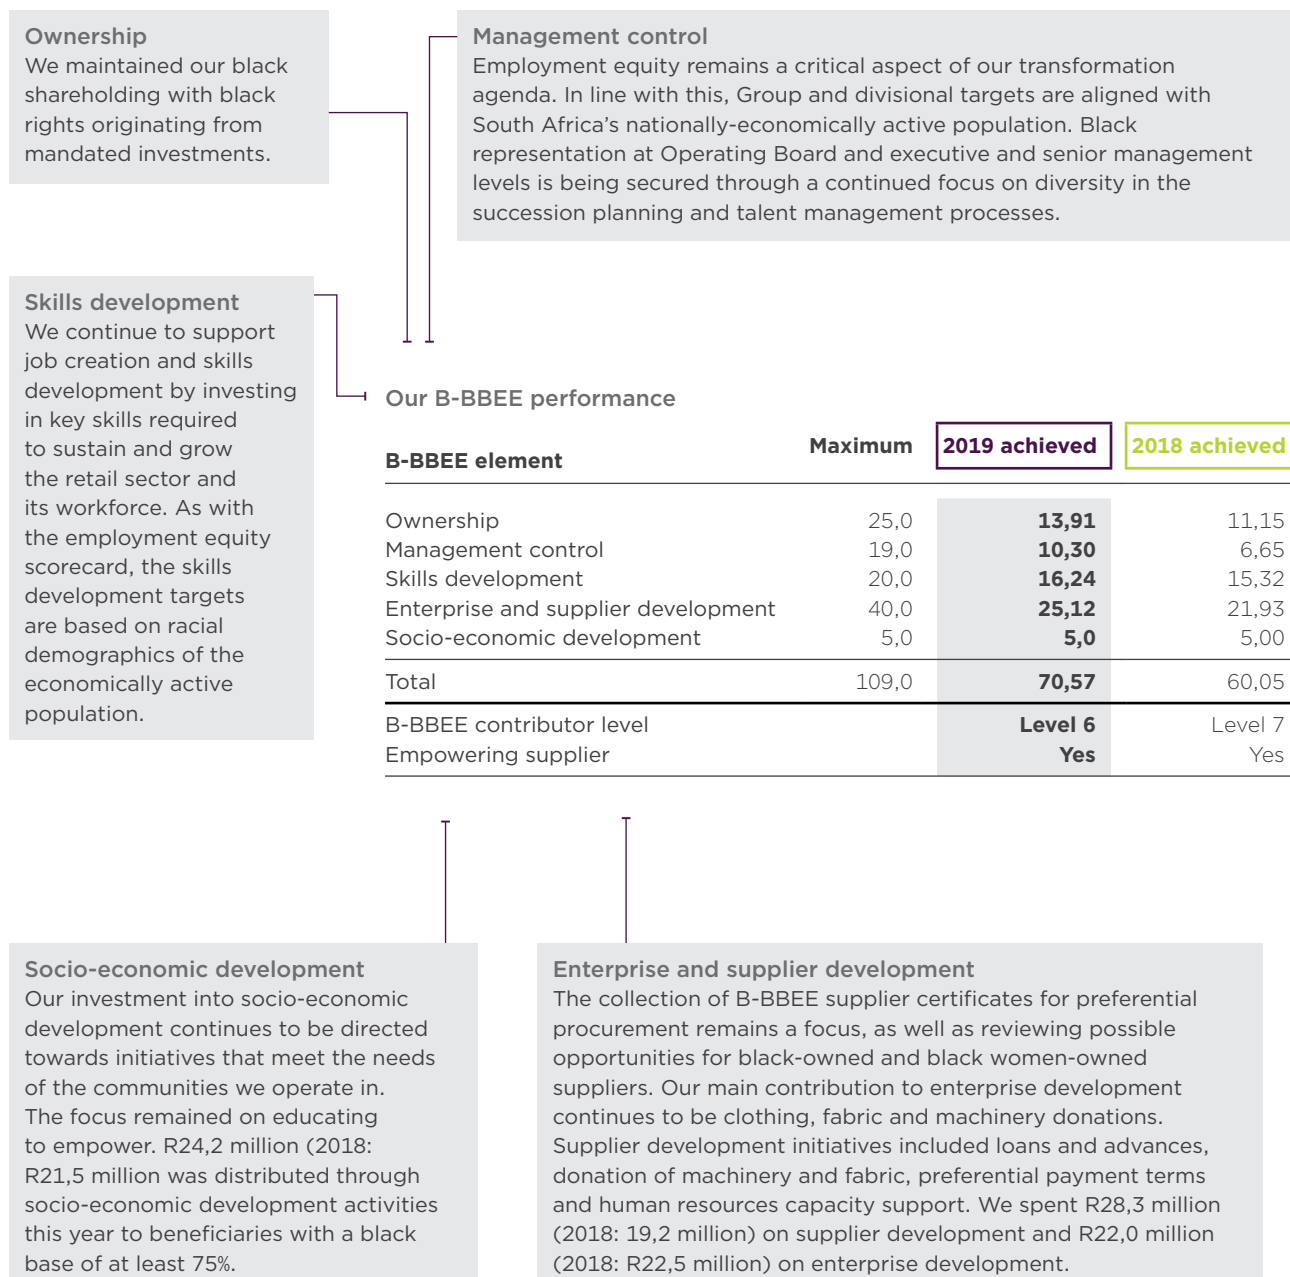 Ownership
We maintained our black
shareholding with black
rights originating from
mandated investments.
Management control
Employment equity remains a critical aspect of our transformation
agenda. In line with this, Group and divisional targets are aligned with
South Africa's nationally-economically active population. Black
representation at Operating Board and executive and senior management
levels is being secured through a continued focus on diversity in the
succession planning and talent management processes.
Skills development
We continue to support
job creation and skills
development by investing
in key skills required
to sustain and grow
the retail sector and
its workforce. As with
the employment equity
scorecard, the skills
development targets
are based on racial
demographics of the
economically active
population.
Our B-BBEE performance
B-BBEE element Maximum 2019 achieved 2018 achieved
Ownership 25,0 13,91 11,15
Management control 19,0 10,30 6,65
Skills development 20,0 16,24 15,32
Enterprise and supplier development 40,0 25,12 21,93
Socio-economic development 5,0 5,0 5,00
Total 109,0 70,57 60,05
B-BBEE contributor level Level 6 Level 7
Empowering supplier Yes Yes
Socio-economic development
Our investment into socio-economic
development continues to be directed
towards initiatives that meet the needs
of the communities we operate in.
The focus remained on educating
to empower. R24,2 million (2018:
R21,5 million was distributed through
socio-economic development activities
this year to beneficiaries with a black
base of at least 75%.
Enterprise and supplier development
The collection of B-BBEE supplier certificates for preferential
procurement remains a focus, as well as reviewing possible
opportunities for black-owned and black women-owned
suppliers. Our main contribution to enterprise development
continues to be clothing, fabric and machinery donations.
Supplier development initiatives included loans and advances,
donation of machinery and fabric, preferential payment terms
and human resources capacity support. We spent R28,3 million
(2018: 19,2 million) on supplier development and R22,0 million
(2018: R22,5 million) on enterprise development.